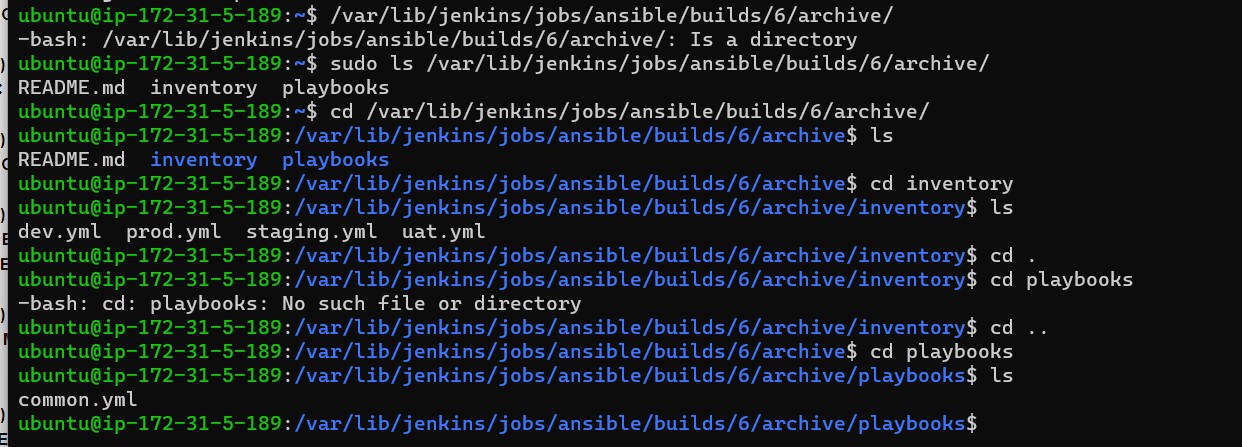 ubuntu@ip-172-31-5-189:~$ /var/lib/jenkins/jobs/ansible/builds/6/archive/
-bash: /var/lib/jenkins/jobs/ansible/builds/6/archive/: Is a directory
ubuntu@ip-172-31-5-189:~$ sudo ls /var/lib/jenkins/jobs/ansible/builds/6/archive/
README.md  inventory  playbooks
ubuntu@ip-172-31-5-189:~$ cd /var/lib/jenkins/jobs/ansible/builds/6/archive/
ubuntu@ip-172-31-5-189:/var/lib/jenkins/jobs/ansible/builds/6/archive$ ls
README.md  inventory  playbooks
ubuntu@ip-172-31-5-189:/var/lib/jenkins/jobs/ansible/builds/6/archive$ cd inventory
ubuntu@ip-172-31-5-189:/var/lib/jenkins/jobs/ansible/builds/6/archive/inventory$ ls
dev.yml  prod.yml  staging.yml  uat.yml
ubuntu@ip-172-31-5-189:/var/lib/jenkins/jobs/ansible/builds/6/archive/inventory$ cd .
ubuntu@ip-172-31-5-189:/var/lib/jenkins/jobs/ansible/builds/6/archive/inventory$ cd playbooks
-bash: cd: playbooks: No such file or directory
ubuntu@ip-172-31-5-189:/var/lib/jenkins/jobs/ansible/builds/6/archive/inventory$ cd ..
ubuntu@ip-172-31-5-189:/var/lib/jenkins/jobs/ansible/builds/6/archive$ cd playbooks
ubuntu@ip-172-31-5-189:/var/lib/jenkins/jobs/ansible/builds/6/archive/playbooks$ ls
common.yml
ubuntu@ip-172-31-5-189:/var/lib/jenkins/jobs/ansible/builds/6/archive/playbooks$